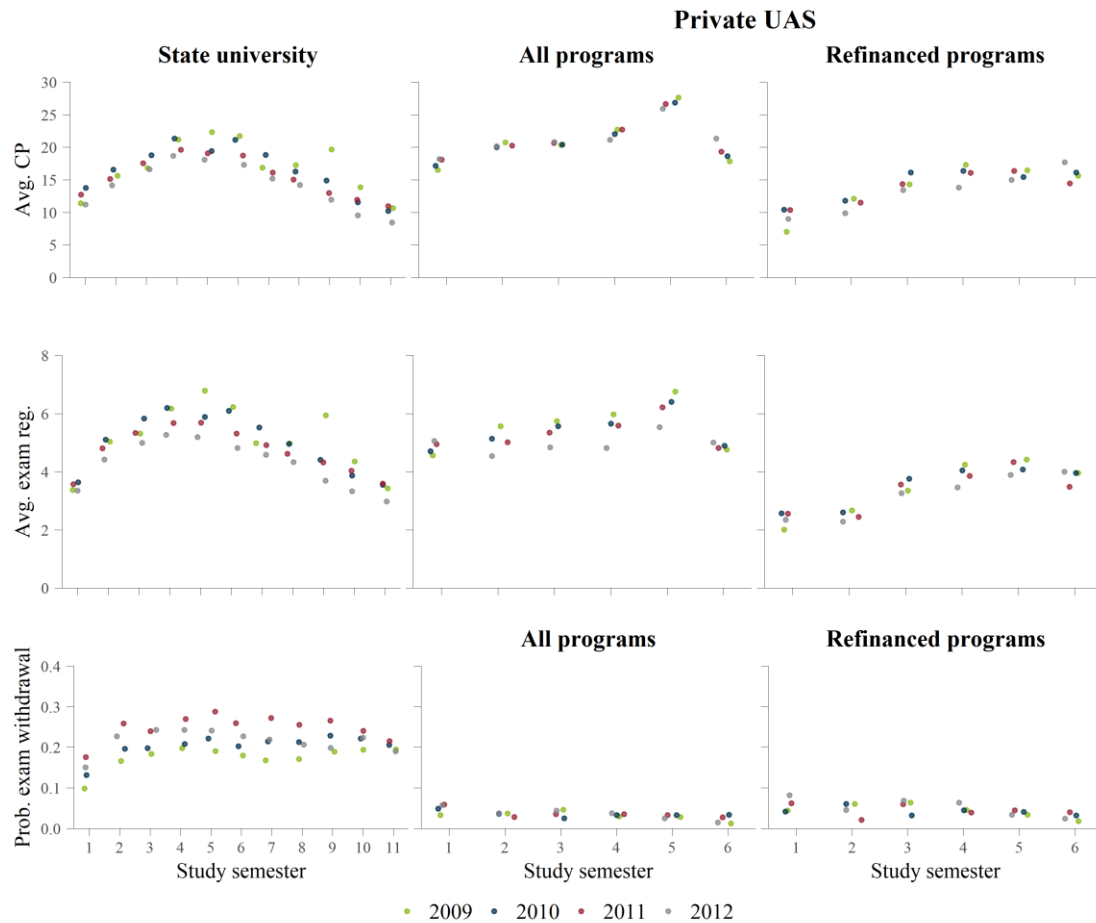 Private UAS
State university All programs Refinanced programs
Avg. CP
30
25
20
15
10
5
0
Avg. exam reg.
8
6
4
2
0
All programs Refinanced programs
Prob. exam withdrawal
0.4
0.3
0.2
0.1
0.0
1 2 3 4 5 6 7 8 9 10 11 1 2 3 4 5 6 1 2 3 4 5 6
Study semester Study semester Study semester
2009 2010 2011 2012